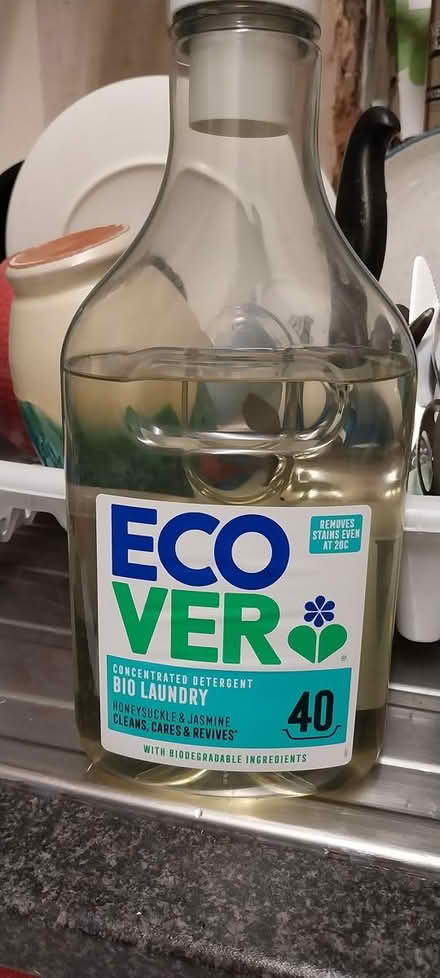 ECO
VER
REMOVES
STAINS EVEN
AT 20C
CONCENTRATED DETERGENT
BIO LAUNDRY
HONEYSUCKLE & JASMINE
CLEANS, CARES & REVIVES*
40
WITH BIODEGRADABLE INGREDIENTS